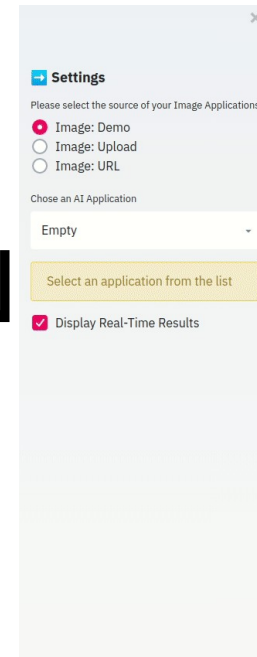 Settings
Please select the source of your Image Applications
Image: Demo
Image: Upload
Image: URL
Chose an AI Application
Empty
Select an application from the list
Display Real-Time Results